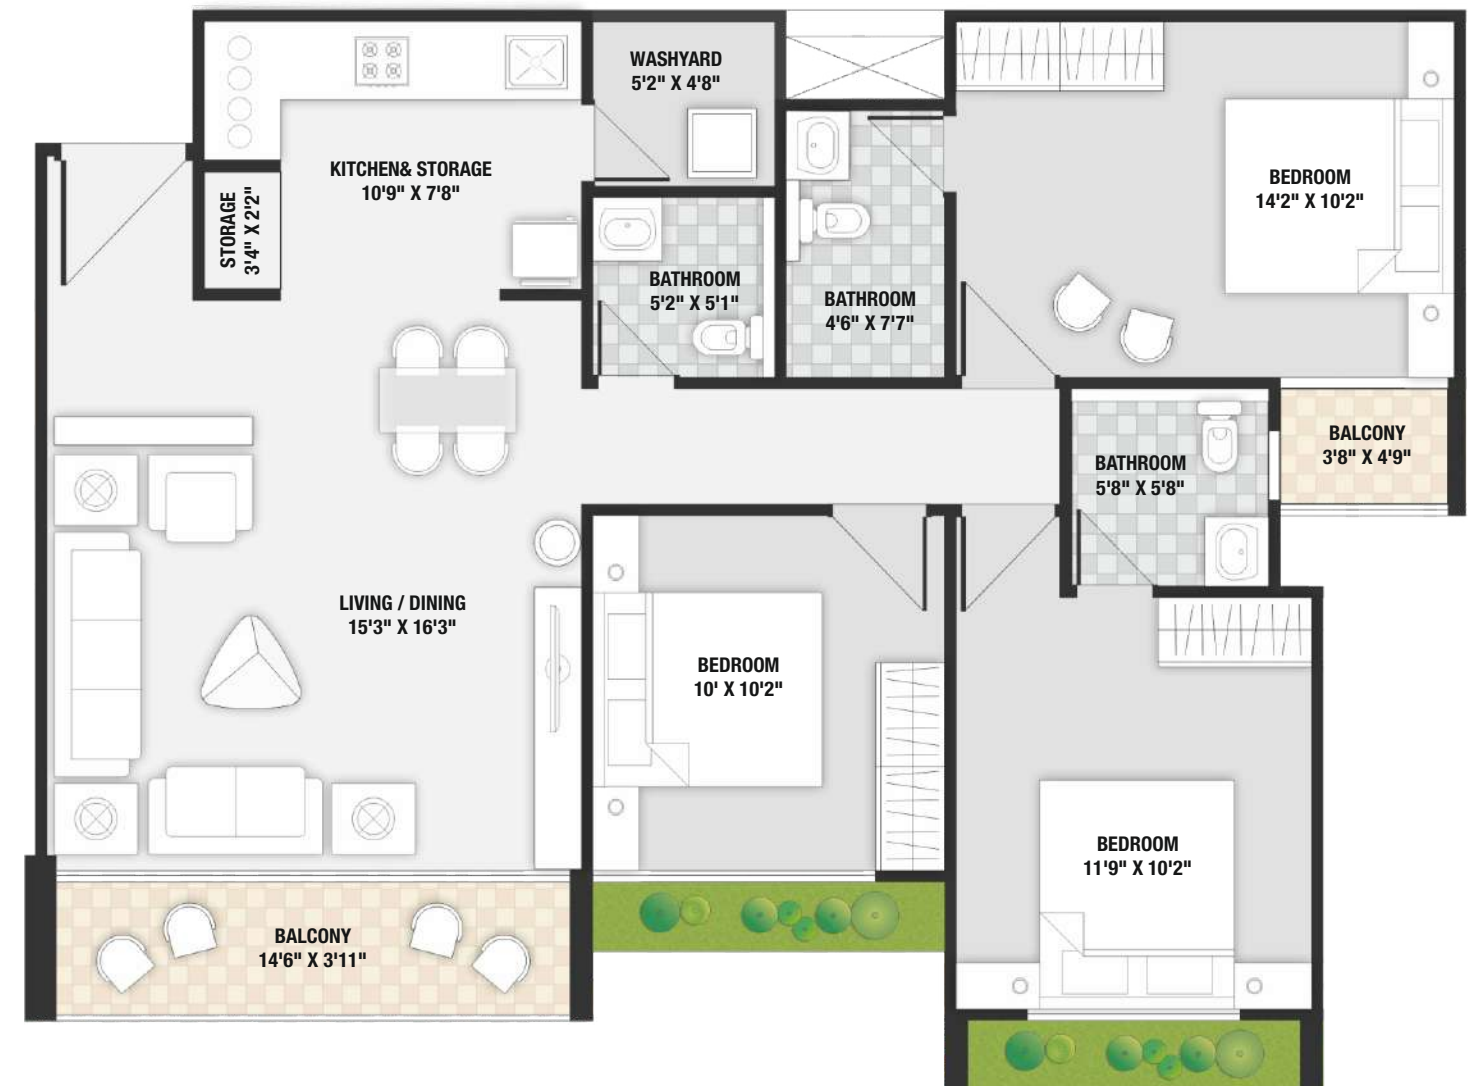 WASHYARD
5'2" X 4'8"
KITCHEN& STORAGE
10'9" X 7'8"
BEDROOM
14'2" X 10'2"
STORAGE
3'4" X 2'2"
BATHROOM
5'2" X 5'1"
BATHROOM
4'6" X 7'7"
BALCONY
3'8" X 4'9"
BATHROOM
5'8" X 5'8"
LIVING / DINING
15'3" X 16'3"
BEDROOM
10' X 10'2"
BEDROOM
11'9" X 10'2"
BALCONY
14'6" X 3'11"